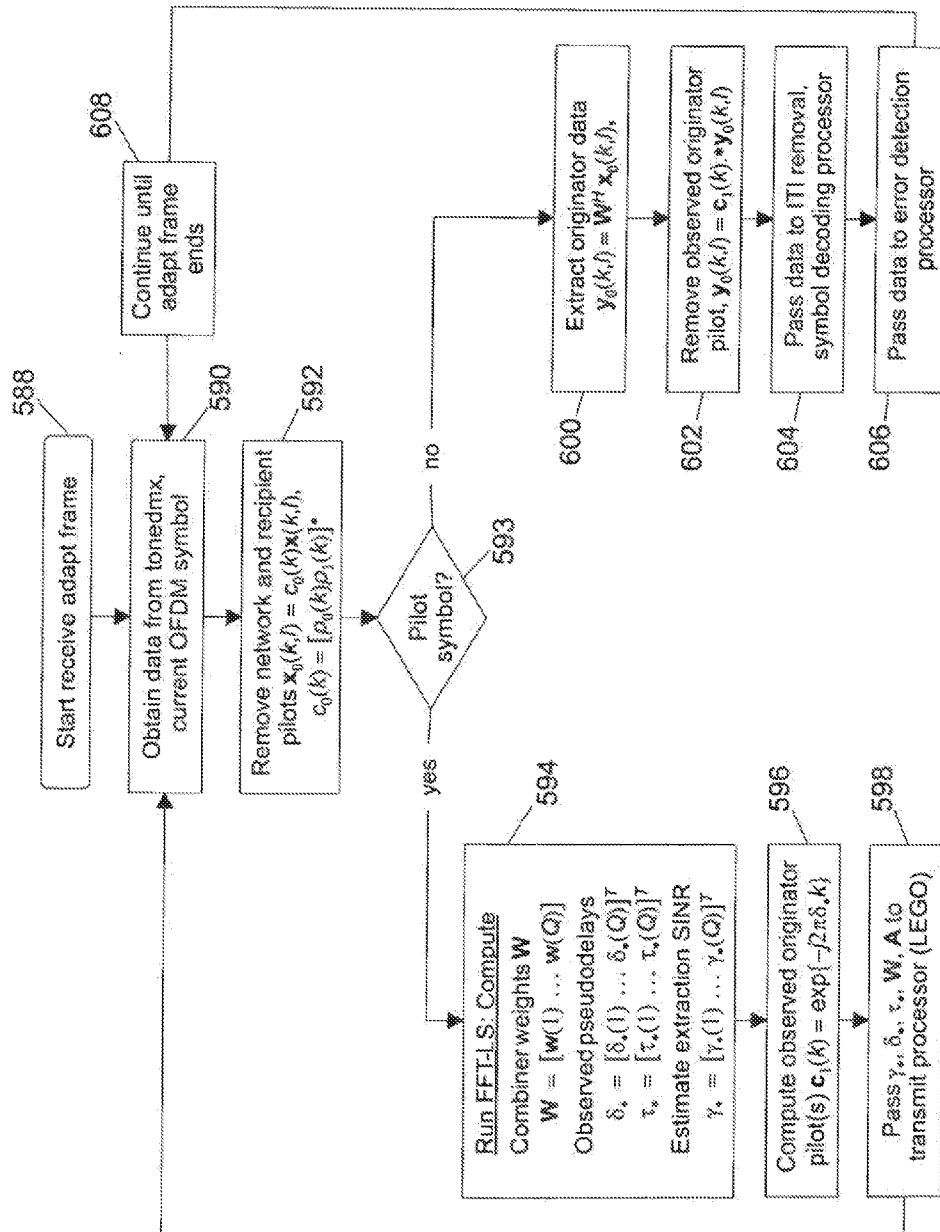 588
Start receive adapt frame
608
Continue until
adapt frame
ends
590
Obtain data from tonedmx,
current OFDM symbol
592
Remove network and recipient
pilots x₀(k,l) = c₀(k)x(k,l),
c₀(k) = [p₀(k)p₁(k)]*
593
Pilot
symbol?
yes
no
594
Run FFT-LS: Compute
Combiner weights W
W = [w(1) … w(Q)]
Observed pseudodelays
δ* = [δ*(1) … δ*(Q)]ᵀ
τ* = [τ*(1) … τ*(Q)]ᵀ
Estimate extraction SINR
γ* = [γ*(1) … γ*(Q)]ᵀ
596
Compute observed originator
pilot(s) c₁(k) = exp{-j2πδ*k}
598
Pass γ*, δ*, τ*, W, A to
transmit processor (LEGO)
Extract originator data
y₀(k,l) = Wᴴ x₀(k,l),
600
Remove observed originator
pilot, y₀(k,l) = c₁(k).*y₀(k,l)
602
Pass data to ITI removal,
symbol decoding processor
604
Pass data to error detection
processor
606